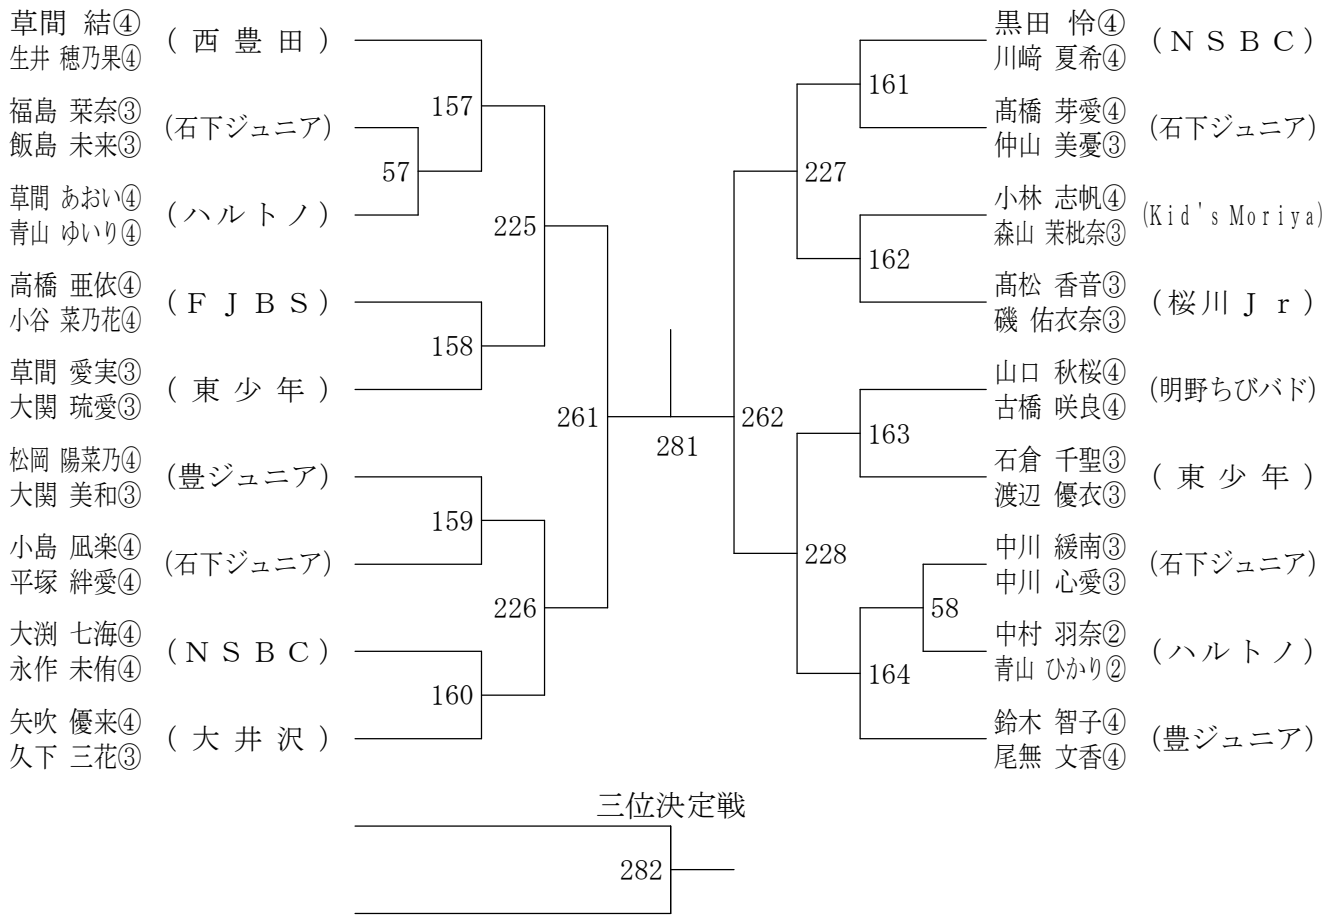 草間 結④
生井 穂乃果④
(西豊田)
福島 栞奈③
飯島 未来③
(石下ジュニア)
草間 あおい④
青山 ゆいり④
(ハルトノ)
高橋 亜依④
小谷 菜乃花④
(ＦＪＢＳ)
草間 愛実③
大関 琉愛③
(東少年)
松岡 陽菜乃④
大関 美和③
(豊ジュニア)
小島 凪楽④
平塚 絆愛④
(石下ジュニア)
大渕 七海④
永作 未侑④
(ＮＳＢＣ)
矢吹 優来④
久下 三花③
(大井沢)
57
157
158
159
160
225
226
261
281
262
227
228
161
162
163
164
58
黒田 怜④
川﨑 夏希④
(ＮＳＢＣ)
髙橋 芽愛④
仲山 美憂③
(石下ジュニア)
小林 志帆④
森山 茉枇奈③
(Kid's Moriya)
髙松 香音③
磯 佑衣奈③
(桜川Ｊｒ)
山口 秋桜④
古橋 咲良④
(明野ちびバド)
石倉 千聖③
渡辺 優衣③
(東少年)
中川 緩南③
中川 心愛③
(石下ジュニア)
中村 羽奈②
青山 ひかり②
(ハルトノ)
鈴木 智子④
尾無 文香④
(豊ジュニア)
三位決定戦
282